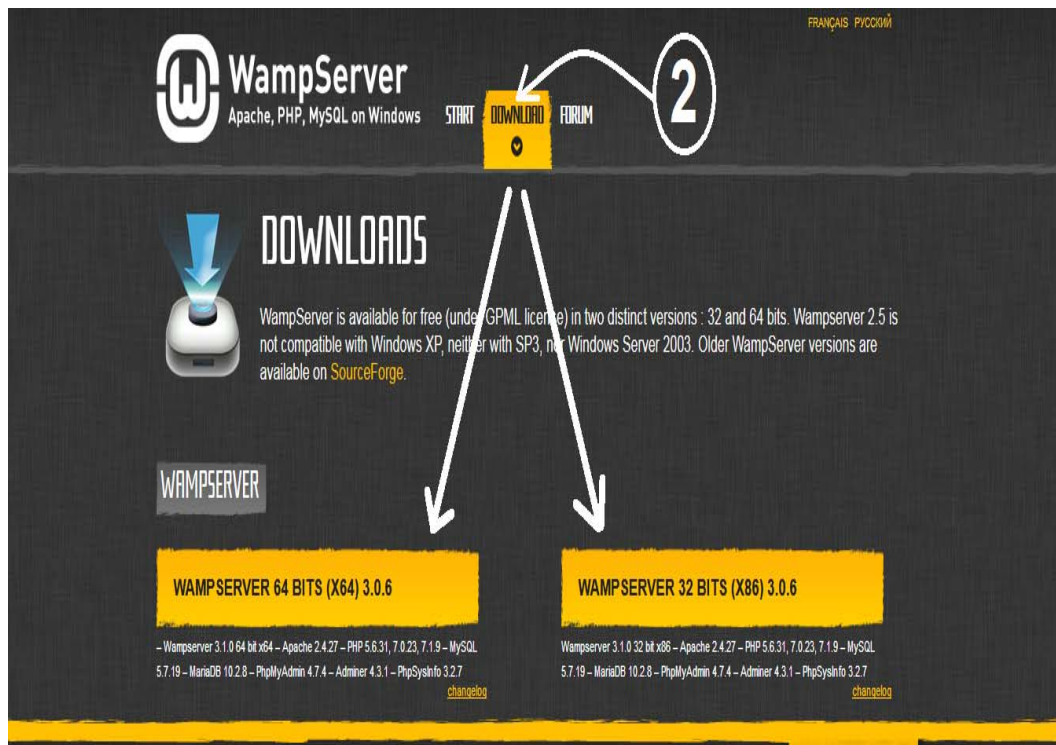 FRANÇAIS РУССКИЙ
W
WampServer
Apache, PHP, MySQL on Windows
START DOWNLOAD FORUM
2
DOWNLOADS
WampServer is available for free (under GPML license) in two distinct versions : 32 and 64 bits. Wampserver 2.5 is
not compatible with Windows XP, neither with SP3, nor Windows Server 2003. Older WampServer versions are
available on SourceForge.
WAMPSERVER
WAMPSERVER 64 BITS (X64) 3.0.6
– Wampserver 3.1.0 64 bit x64 – Apache 2.4.27 – PHP 5.6.31, 7.0.23, 7.1.9 – MySQL
5.7.19 – MariaDB 10.2.8 – PhpMyAdmin 4.7.4 – Adminer 4.3.1 – PhpSysInfo 3.2.7
changelog
WAMPSERVER 32 BITS (X86) 3.0.6
Wampserver 3.1.0 32 bit x86 – Apache 2.4.27 – PHP 5.6.31, 7.0.23, 7.1.9 – MySQL
5.7.19 – MariaDB 10.2.8 – PhpMyAdmin 4.7.4 – Adminer 4.3.1 – PhpSysInfo 3.2.7
changelog